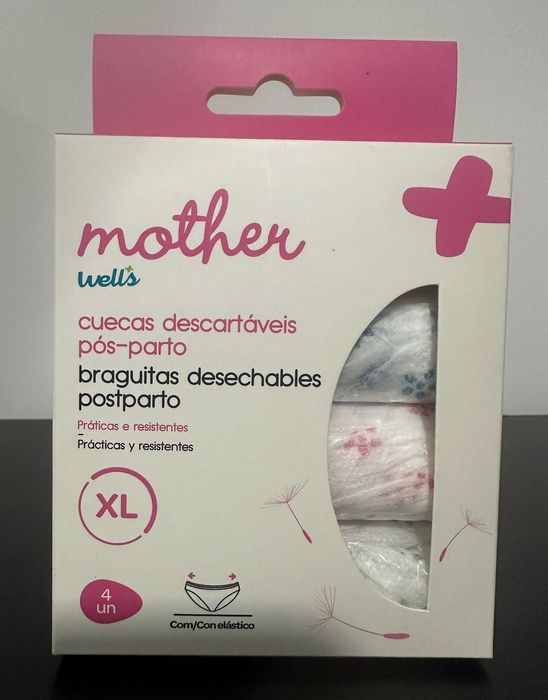 mother
well's
cuecas descartáveis
pós-parto
braguitas desechables
postparto
Práticas e resistentes
Prácticas y resistentes
XL
4
un
Com/Con elástico